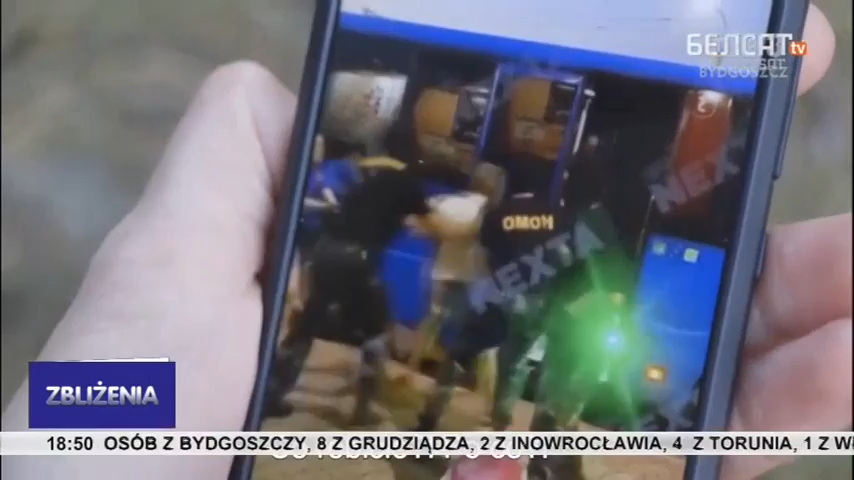 БЕЛСАТ tv
BYDGOSZCZ
NEXTA
ОМОН
NEXTA
ZBLIŻENIA
18:50 OSÓB Z BYDGOSZCZY, 8 Z GRUDZIĄDZA, 2 Z INOWROCŁAWIA, 4 Z TORUNIA, 1 Z